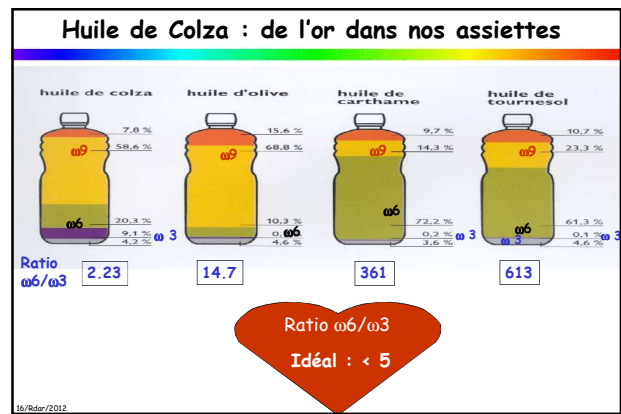 Huile de Colza : de l’or dans nos assiettes
huile de colza
huile d'olive
huile de
carthame
huile de
tournesol
7.8 %
ω9
58,6 %
ω6
20,3 %
9,1 % ω 3
4,2 %
15,6 %
ω9
68,8 %
10,3 %
ω6
4,6 %
9,7 %
ω9
14,3 %
ω6
72,2 %
0,2 % ω 3
3.6 %
10,7 %
ω9
23,3 %
61,3 %
ω6
0,1 % ω 3
ω 3
4,6 %
Ratio
ω6/ω3
2.23
14.7
361
613
Ratio ω6/ω3
Idéal : < 5
16/Rdar/2012